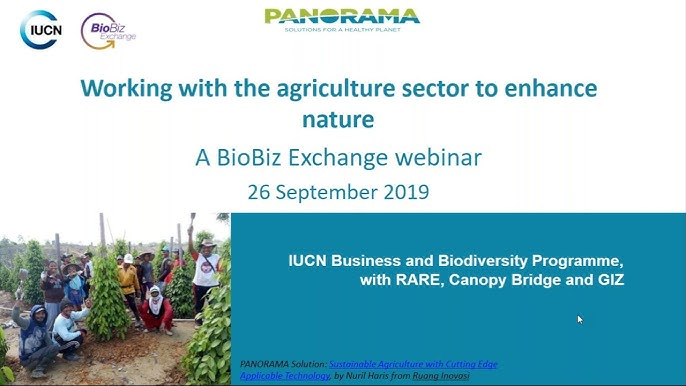 IUCN
BioBiz
Exchange
PANORAMA
SOLUTIONS FOR A HEALTHY PLANET
Working with the agriculture sector to enhance
nature
A BioBiz Exchange webinar
26 September 2019
IUCN Business and Biodiversity Programme,
with RARE, Canopy Bridge and GIZ
PANORAMA Solution: Sustainable Agriculture with Cutting Edge
Applicable Technology, by Nuril Haris from Ruang Inovasi